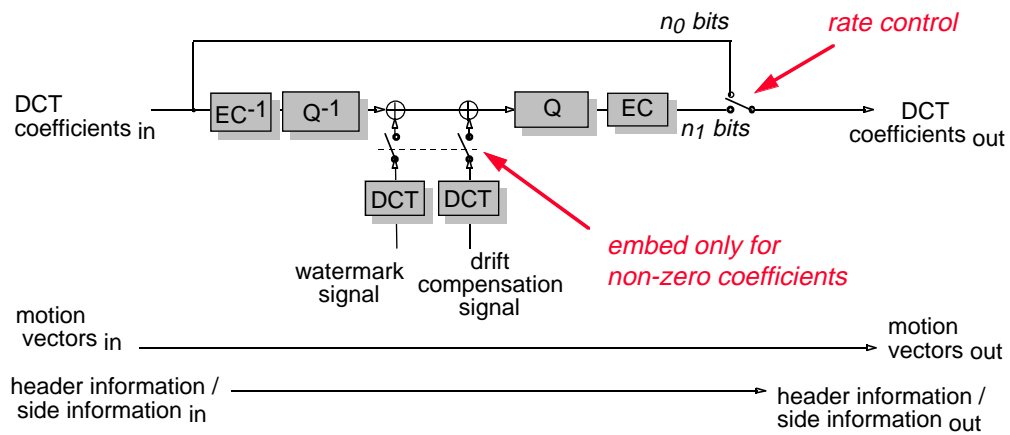 n0 bits
rate control
DCT
coefficients in
EC-1
Q-1
Q
EC
n1 bits
DCT
coefficients out
DCT
DCT
embed only for
non-zero coefficients
watermark
signal
drift
compensation
signal
motion
vectors in
motion
vectors out
header information /
side information in
header information /
side information out